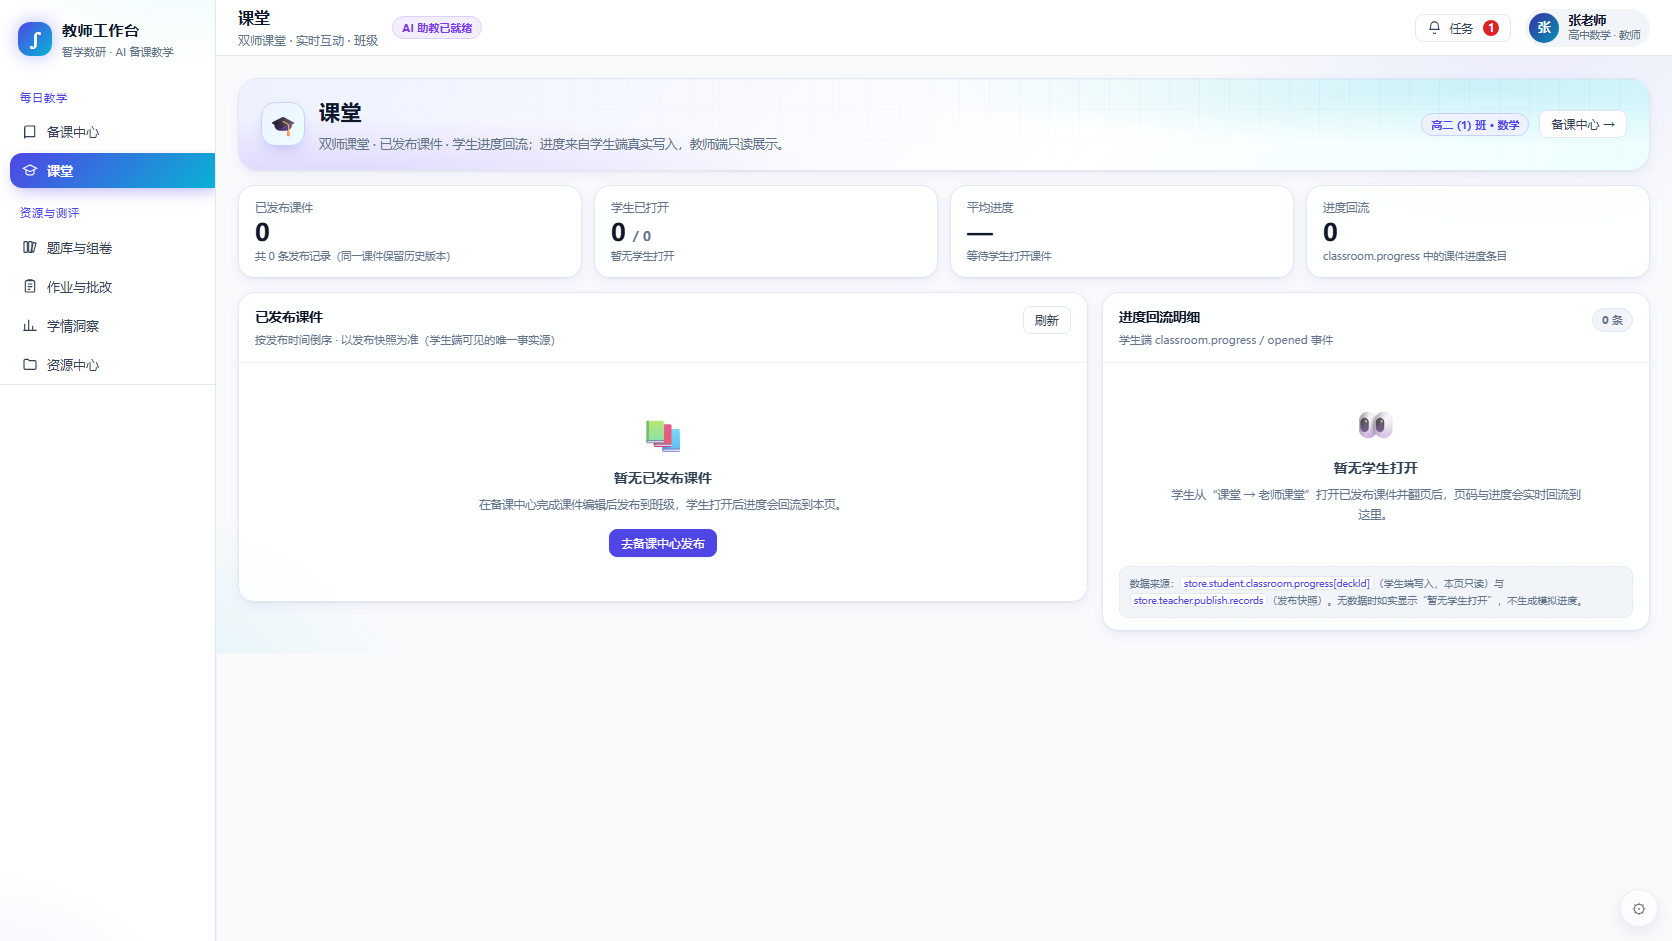 教师工作台
智学数研 · AI 备课教学
每日教学
备课中心
课堂
资源与测评
题库与组卷
作业与批改
学情洞察
资源中心
课堂
双师课堂 · 实时互动 · 班级
AI 助教已就绪
任务 1
张
张老师
高中数学 · 教师
课堂
双师课堂 · 已发布课件 · 学生进度回流；进度来自学生端真实写入，教师端只读展示。
高二 (1) 班 • 数学
备课中心 →
已发布课件
0
共 0 条发布记录（同一课件保留历史版本）
学生已打开
0 / 0
暂无学生打开
平均进度
—
等待学生打开课件
进度回流
0
classroom.progress 中的课件进度条目
已发布课件
按发布时间倒序 · 以发布快照为准（学生端可见的唯一事实源）
刷新
暂无已发布课件
在备课中心完成课件编辑后发布到班级，学生打开后进度会回流到本页。
去备课中心发布
进度回流明细
学生端 classroom.progress / opened 事件
0 条
暂无学生打开
学生从“课堂 → 老师课堂”打开已发布课件并翻页后，页码与进度会实时回流到
这里。
数据来源： store.student.classroom.progress[deckId] （学生端写入，本页只读）与
store.teacher.publish.records （发布快照）。无数据时如实显示“暂无学生打开”，不生成模拟进度。